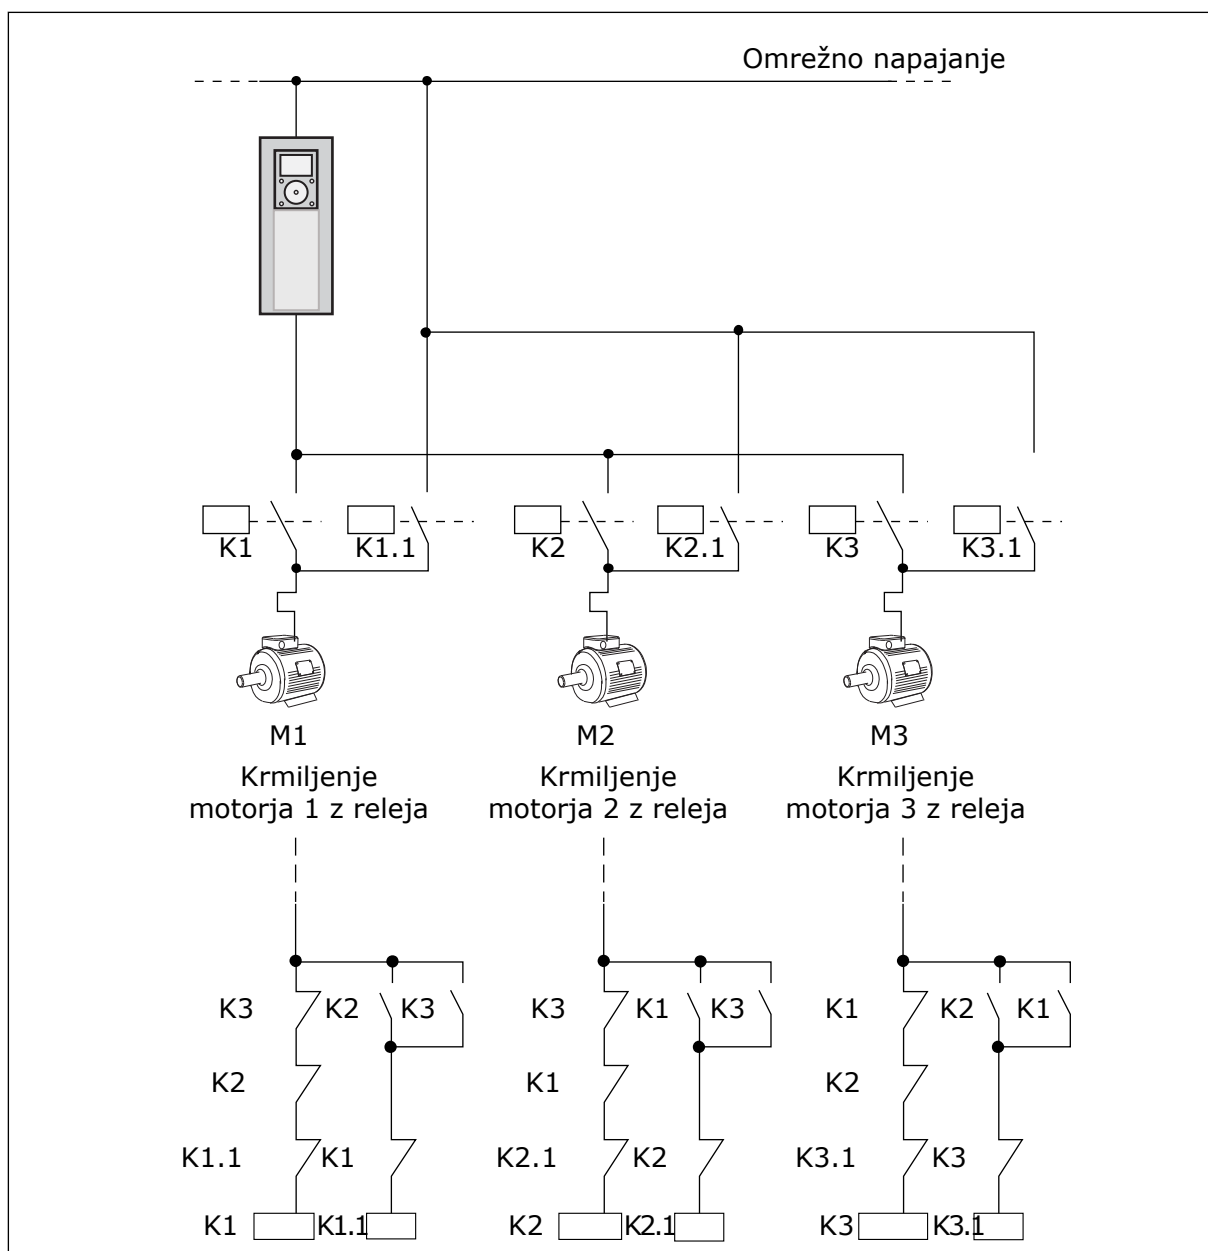 Omrežno napajanje
K1 K1.1 K2 K2.1 K3 K3.1
M1 M2 M3
Krmiljenje Krmiljenje Krmiljenje
motorja 1 z releja motorja 2 z releja motorja 3 z releja
K3 K2 K3 K3 K1 K3 K1 K2 K1
K2 K1 K2
K1.1 K1 K2.1 K2 K3.1 K3
K1 K1.1 K2 K2.1 K3 K3.1